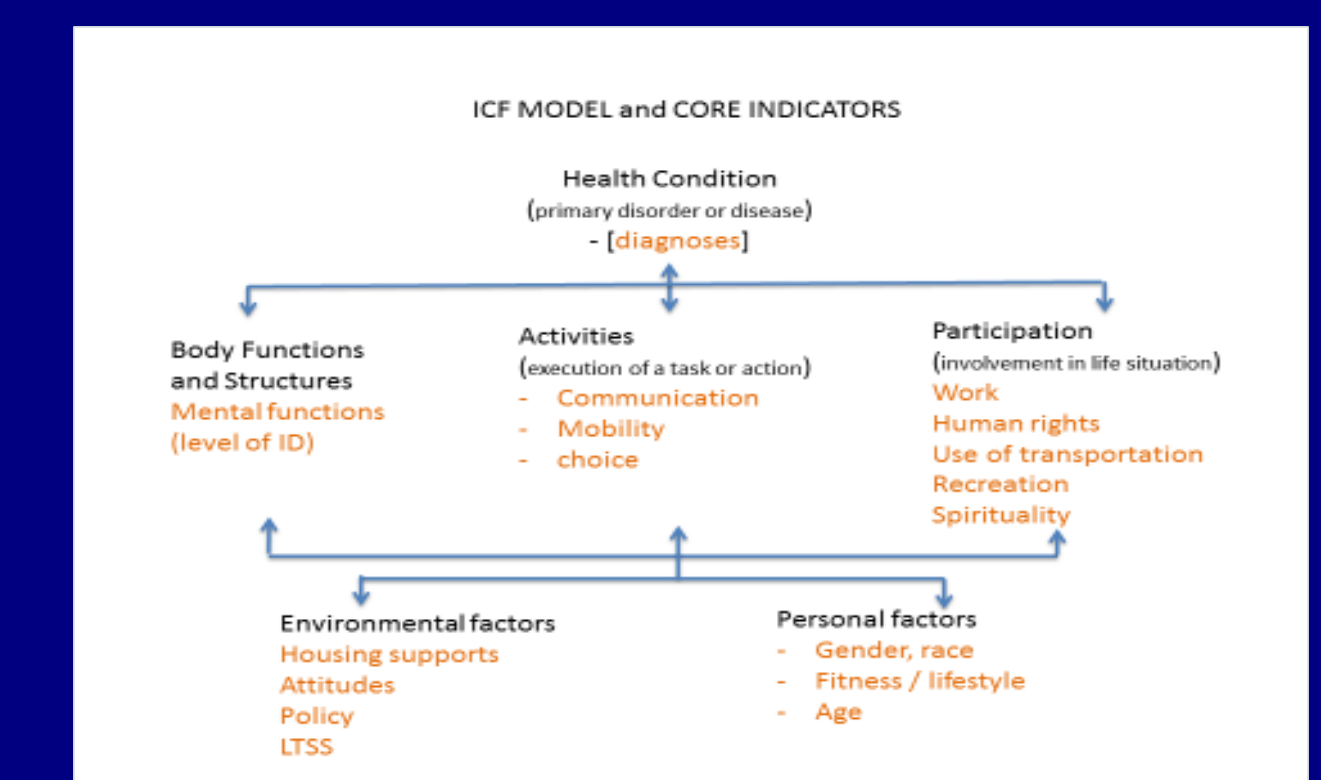 ICF MODEL and CORE INDICATORS
Health Condition
(primary disorder or disease)
- [diagnoses]
Body Functions
and Structures
Mental functions
(level of ID)
Activities
(execution of a task or action)
- Communication
- Mobility
- choice
Participation
(involvement in life situation)
Work
Human rights
Use of transportation
Recreation
Spirituality
Environmental factors
Housing supports
Attitudes
Policy
LTSS
Personal factors
- Gender, race
- Fitness / lifestyle
- Age